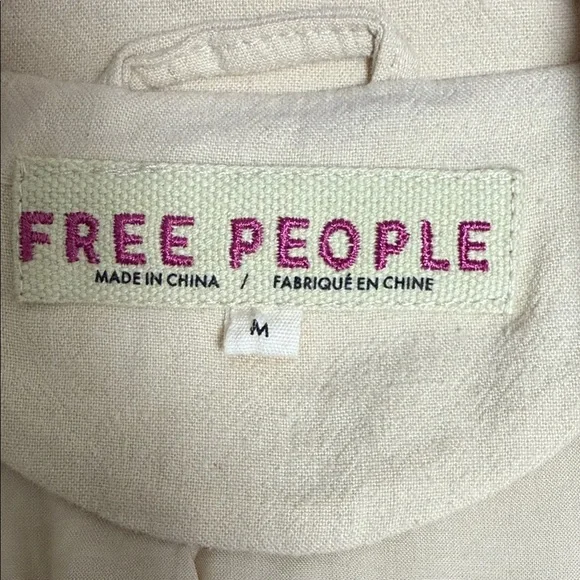 FREE PEOPLE
MADE IN CHINA / FABRIQUÉ EN CHINE
M